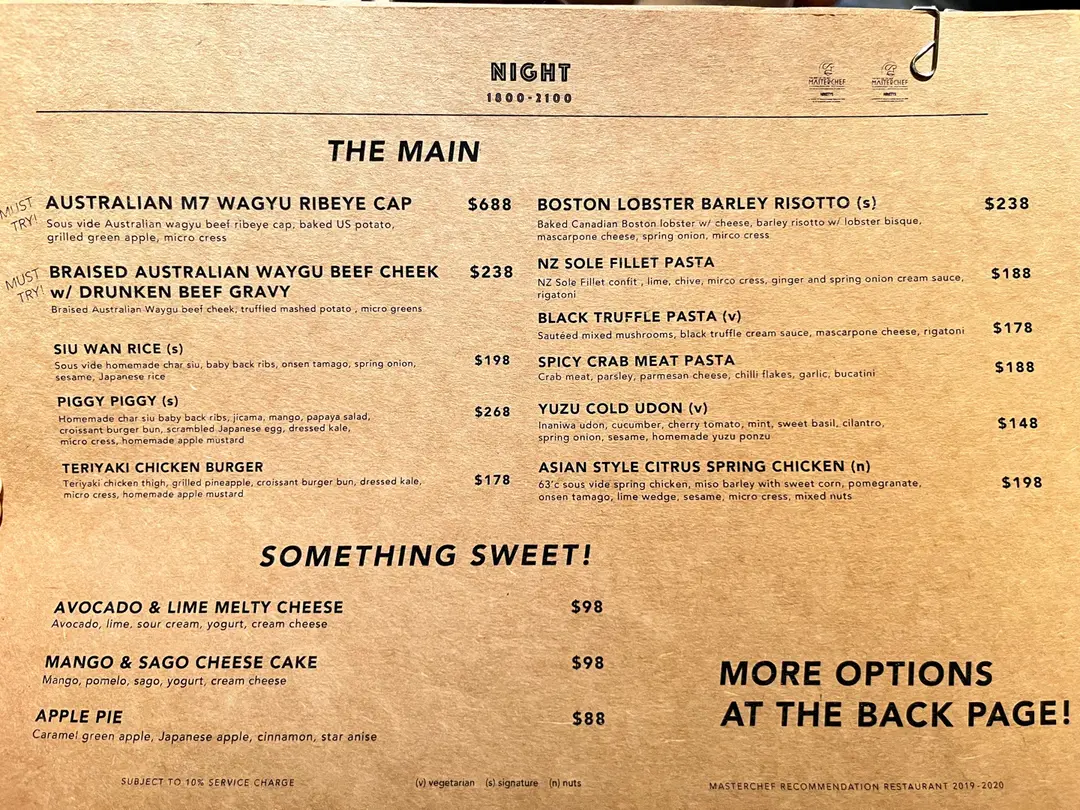 NIGHT
1800-2100
MASTERCHEF
MASTERCHEF
THE MAIN
MUST
TRY!
AUSTRALIAN M7 WAGYU RIBEYE CAP $688
Sous vide Australian wagyu beef ribeye cap, baked US potato,
grilled green apple, micro cress
MUST
TRY!
BRAISED AUSTRALIAN WAYGU BEEF CHEEK $238
w/ DRUNKEN BEEF GRAVY
Braised Australian Waygu beef cheek, truffled mashed potato , micro greens
SIU WAN RICE (s) $198
Sous vide homemade char siu, baby back ribs, onsen tamago, spring onion,
sesame, Japanese rice
PIGGY PIGGY (s) $268
Homemade char siu baby back ribs, jicama, mango, papaya salad,
croissant burger bun, scrambled Japanese egg, dressed kale,
micro cress, homemade apple mustard
TERIYAKI CHICKEN BURGER $178
Teriyaki chicken thigh, grilled pineapple, croissant burger bun, dressed kale,
micro cress, homemade apple mustard
BOSTON LOBSTER BARLEY RISOTTO (s) $238
Baked Canadian Boston lobster w/ cheese, barley risotto w/ lobster bisque,
mascarpone cheese, spring onion, mirco cress
NZ SOLE FILLET PASTA $188
NZ Sole Fillet confit , lime, chive, mirco cress, ginger and spring onion cream sauce,
rigatoni
BLACK TRUFFLE PASTA (v) $178
Sautéed mixed mushrooms, black truffle cream sauce, mascarpone cheese, rigatoni
SPICY CRAB MEAT PASTA $188
Crab meat, parsley, parmesan cheese, chilli flakes, garlic, bucatini
YUZU COLD UDON (v) $148
Inaniwa udon, cucumber, cherry tomato, mint, sweet basil, cilantro,
spring onion, sesame, homemade yuzu ponzu
ASIAN STYLE CITRUS SPRING CHICKEN (n) $198
63'c sous vide spring chicken, miso barley with sweet corn, pomegranate,
onsen tamago, lime wedge, sesame, micro cress, mixed nuts
SOMETHING SWEET!
AVOCADO & LIME MELTY CHEESE $98
Avocado, lime, sour cream, yogurt, cream cheese
MANGO & SAGO CHEESE CAKE $98
Mango, pomelo, sago, yogurt, cream cheese
APPLE PIE $88
Caramel green apple, Japanese apple, cinnamon, star anise
MORE OPTIONS
AT THE BACK PAGE!
SUBJECT TO 10% SERVICE CHARGE
(v) vegetarian (s) signature (n) nuts
MASTERCHEF RECOMMENDATION RESTAURANT 2019-2020